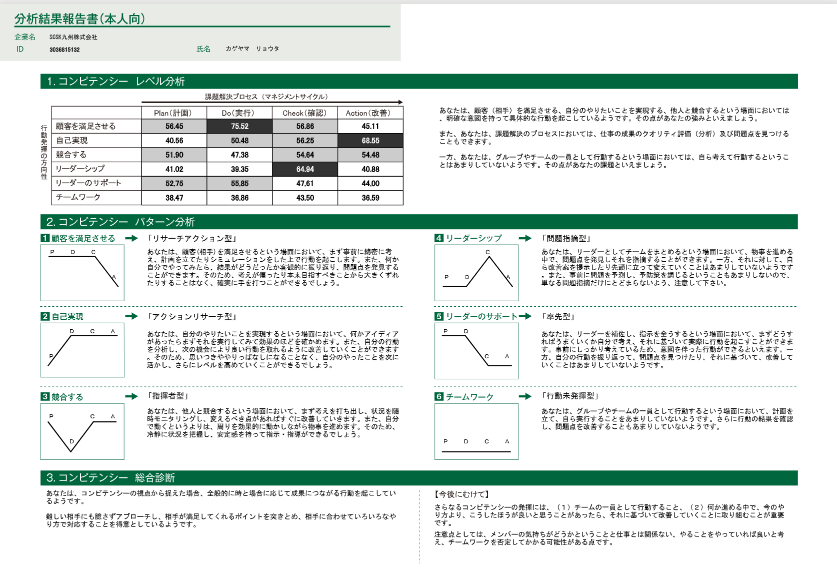 分析結果報告書(本人向)
企業名 SCSK九州株式会社
ID 3036815132 氏名 カゲヤマ リョウタ
1. コンピテンシー レベル分析
課題解決プロセス (マネジメントサイクル)
Plan(計画) Do(実行) Check(確認) Action(改善)
行動発揮の方向性
顧客を満足させる 56.45 75.52 56.86 45.11
自己実現 40.56 50.48 56.25 68.55
競合する 51.90 47.38 54.64 54.48
リーダーシップ 41.02 39.35 64.94 40.88
リーダーのサポート 52.75 55.85 47.61 44.00
チームワーク 38.47 36.86 43.50 36.59
あなたは、顧客(相手)を満足させる、自分のやりたいことを実現する、他人と競合するという場面においては
、明確な意図を持って具体的な行動を起こしているようです。その点があなたの強みといえましょう。
また、あなたは、課題解決のプロセスにおいては、仕事の成果のクオリティ評価(分析)及び問題点を見つける
こともできます。
一方、あなたは、グループやチームの一員として行動するという場面においては、自ら考えて行動するというこ
とはあまりしていないようです。その点があなたの課題といえましょう。
2. コンピテンシー パターン分析
1 顧客を満足させる 「リサーチアクション型」
P D C A
あなたは、顧客(相手)を満足させるという場面において、まず事前に綿密に考
え、計画を立てたりシミュレーションをした上で行動を起こします。また、何か
自分でやってみたら、結果がどうだったか客観的に振り返り、問題点を発見する
ことができます。そのため、考えが偏ったり本来目指すべきことから大きくずれ
たりすることはなく、確実に手を打つことができるでしょう。
2 自己実現 「アクションリサーチ型」
P D C A
あなたは、自分のやりたいことを実現するという場面において、何かアイディア
があったらまずそれを実行してみて効果のほどを確かめます。また、自分の行動
を分析し、次の機会により良い行動を取れるように改善していくことができます
。そのため、思いつきややりっぱなしになることなく、自分のやったことを次に
活かし、さらにレベルを高めていくことができるでしょう。
3 競合する 「指揮者型」
P D C A
あなたは、他人と競合するという場面において、まず考えを打ち出し、状況を随
時モニタリングし、変えるべき点があればすぐに改善していきます。また、自分
で動くというよりは、周りを効果的に動かしながら物事を進めます。そのため、
冷静に状況を把握し、安定感を持って指示・指導ができるでしょう。
4 リーダーシップ 「問題指論型」
P D C A
あなたは、リーダーとしてチームをまとめるという場面において、物事を進める
中で、問題点を発見しそれを指摘することができます。一方、それに対して、自
ら改善案を提示したり先頭に立って変えていくことはあまりしていないようです
。また、事前に問題を予測し、予防策を講じるということもあまりしないので、
単なる問題指摘だけにとどまらないよう、注意して下さい。
5 リーダーのサポート 「率先型」
P D C A
あなたは、リーダーを補佐し、指示を全うするという場面において、まずどうす
ればうまくいくか自分で考え、それに基づいて実際に行動を起こすことができま
す。事前にしっかり考えているため、意図を伴った行動ができるといえます。一
方、自分の行動を振り返って、問題点を見つけたり、それに基づいて、改善して
いくことはあまりしていないようです。
6 チームワーク 「行動未発揮型」
P D C A
あなたは、グループやチームの一員として行動するという場面において、計画を
立て、自ら実行することをあまりしていないようです。さらに行動の結果を確認
し、問題点を改善することもあまりしていないようです。
3. コンピテンシー 総合診断
あなたは、コンピテンシーの視点から捉えた場合、全般的に時と場合に応じて成果につながる行動を起こしてい
るようです。
難しい相手にも臆さずアプローチし、相手が満足してくれるポイントを突きとめ、相手に合わせていろいろなや
り方で対応することを得意としているようです。
【今後にむけて】
さらなるコンピテンシーの発揮には、(1)チームの一員として行動すること、(2)何か進める中で、今のや
り方より、こうしたほうが良いと思うことがあったら、それに基づいて改善していくことに取り組むことが重要
です。
注意点としては、メンバーの気持ちがどうかということと仕事とは関係ない、やることをやっていれば良いと考
え、チームワークを否定してかかる可能性がある点です。